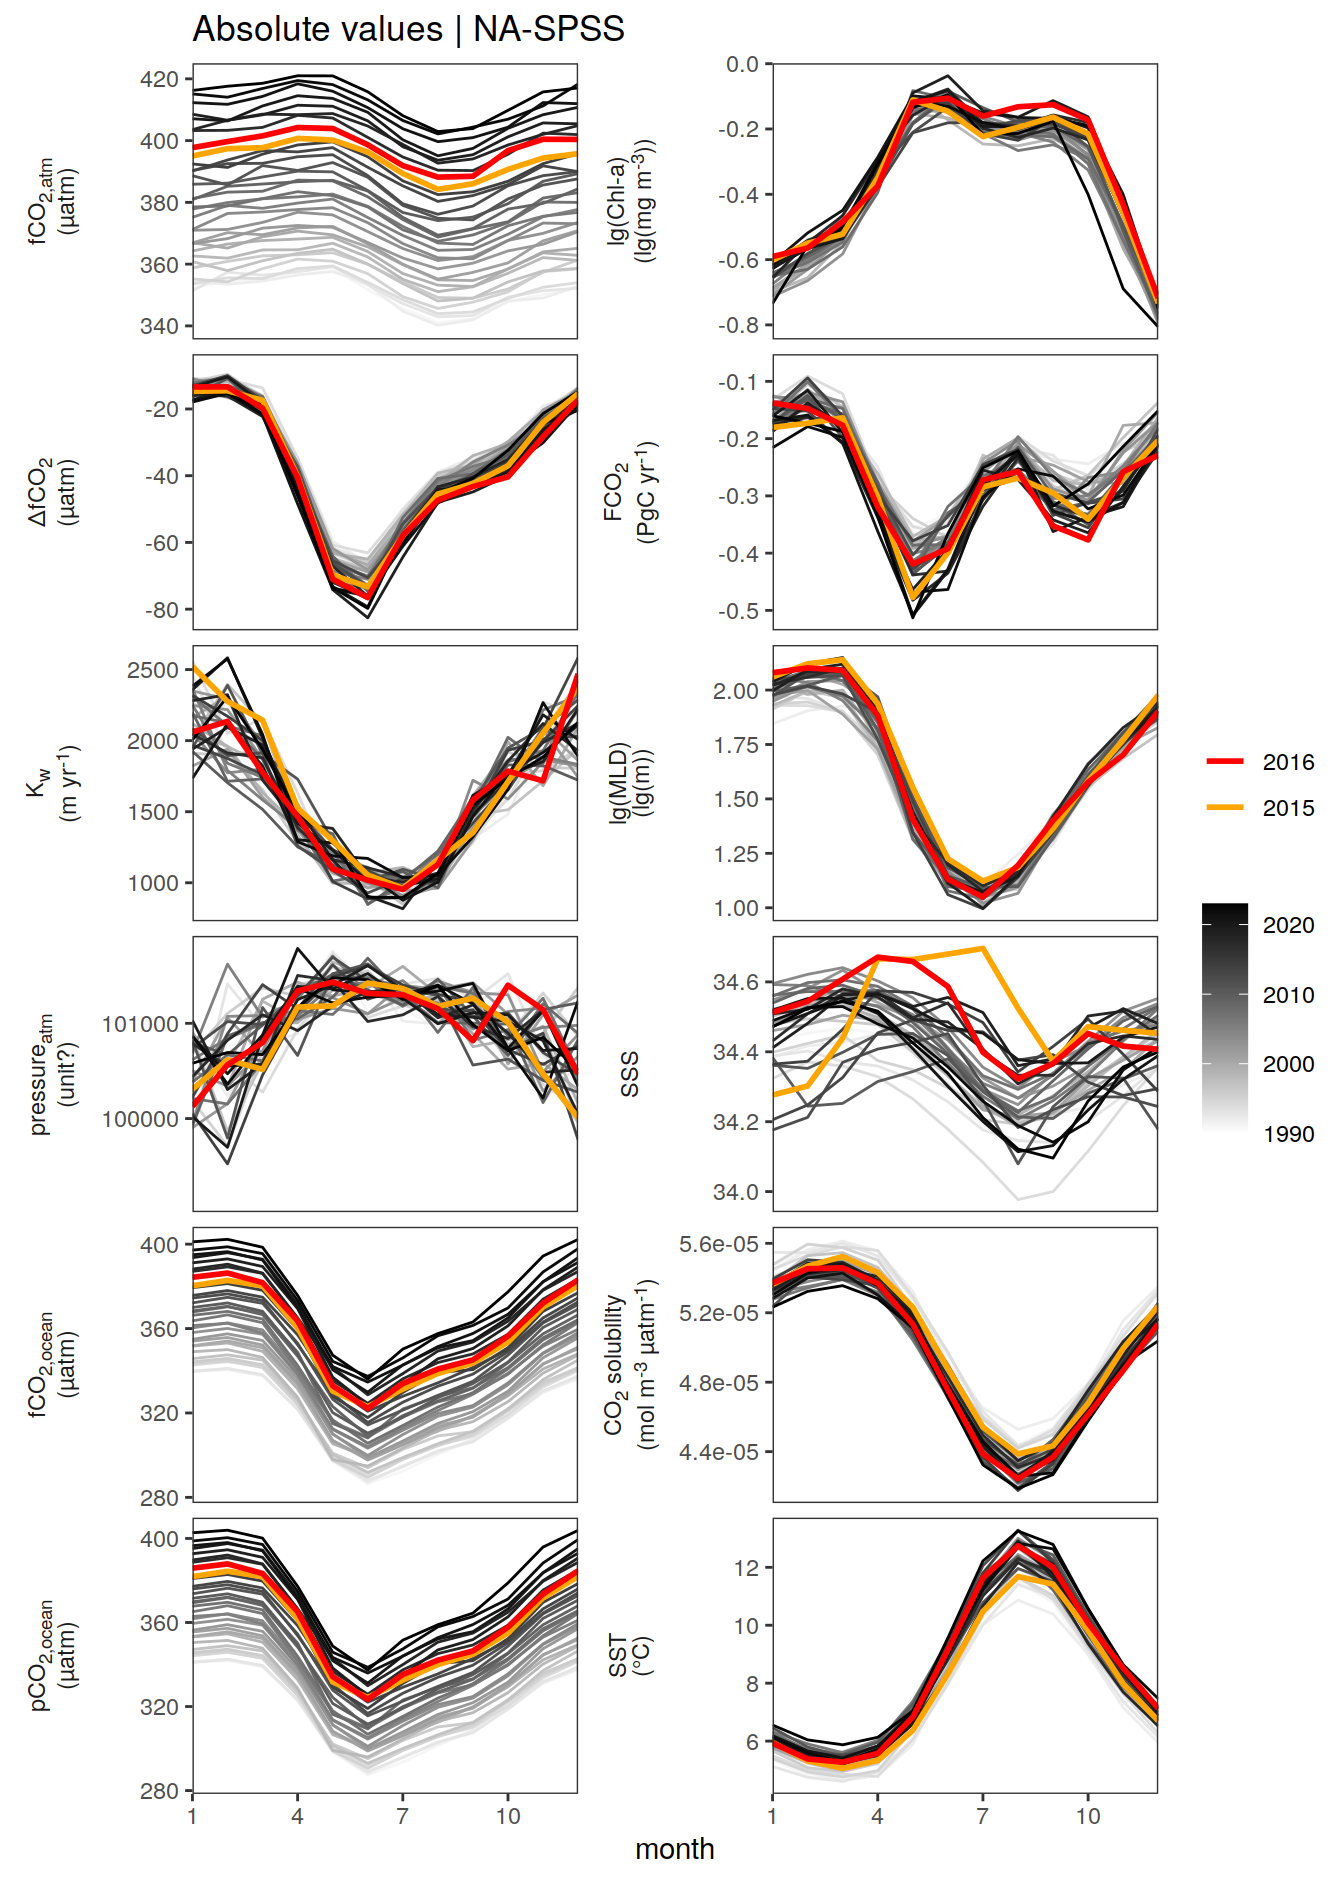 Absolute values | NA-SPSS
fCO2,atm
(µatm)
420
400
380
360
340
lg(Chl-a)
(lg(mg m-3))
0.0
-0.2
-0.4
-0.6
-0.8
ΔfCO2
(µatm)
-20
-40
-60
-80
FCO2
(PgC yr-1)
-0.1
-0.2
-0.3
-0.4
-0.5
Kw
(m yr-1)
2500
2000
1500
1000
lg(MLD)
(lg(m))
2.00
1.75
1.50
1.25
1.00
pressureatm
(unit?)
101000
100000
SSS
34.6
34.4
34.2
34.0
fCO2,ocean
(µatm)
400
360
320
280
CO2 solubility
(mol m-3 µatm-1)
5.6e-05
5.2e-05
4.8e-05
4.4e-05
pCO2,ocean
(µatm)
400
360
320
280
1 4 7 10
SST
(°C)
12
10
8
6
1 4 7 10
month
2016
2015
2020
2010
2000
1990